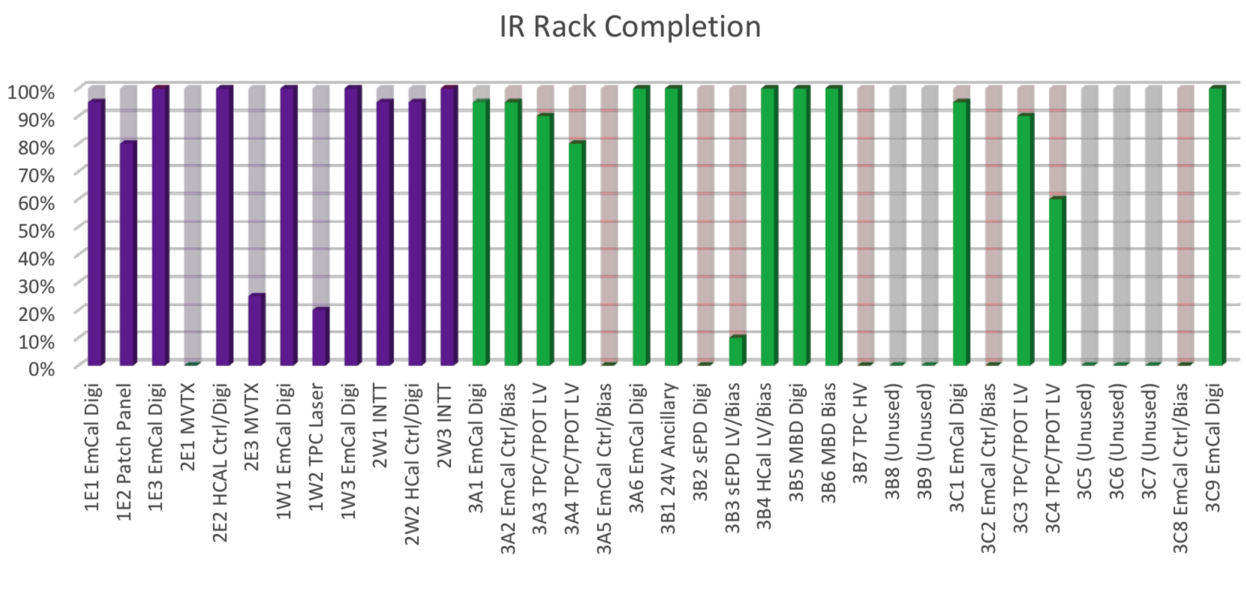 IR Rack Completion
100%
90%
80%
70%
60%
50%
40%
30%
20%
10%
0%
1E1 EmCal Digi
1E2 Patch Panel
1E3 EmCal Digi
2E1 MVTX
2E2 HCAL Ctrl/Digi
2E3 MVTX
1W1 EmCal Digi
1W2 TPC Laser
1W3 EmCal Digi
2W1 INTT
2W2 HCal Ctrl/Digi
2W3 INTT
3A1 EmCal Digi
3A2 EmCal Ctrl/Bias
3A3 TPC/TPOT LV
3A4 TPC/TPOT LV
3A5 EmCal Ctrl/Bias
3A6 EmCal Digi
3B1 24V Ancillary
3B2 sEPD Digi
3B3 sEPD LV/Bias
3B4 HCal LV/Bias
3B5 MBD Digi
3B6 MBD Bias
3B7 TPC HV
3B8 (Unused)
3B9 (Unused)
3C1 EmCal Digi
3C2 EmCal Ctrl/Bias
3C3 TPC/TPOT LV
3C4 TPC/TPOT LV
3C5 (Unused)
3C6 (Unused)
3C7 (Unused)
3C8 EmCal Ctrl/Bias
3C9 EmCal Digi